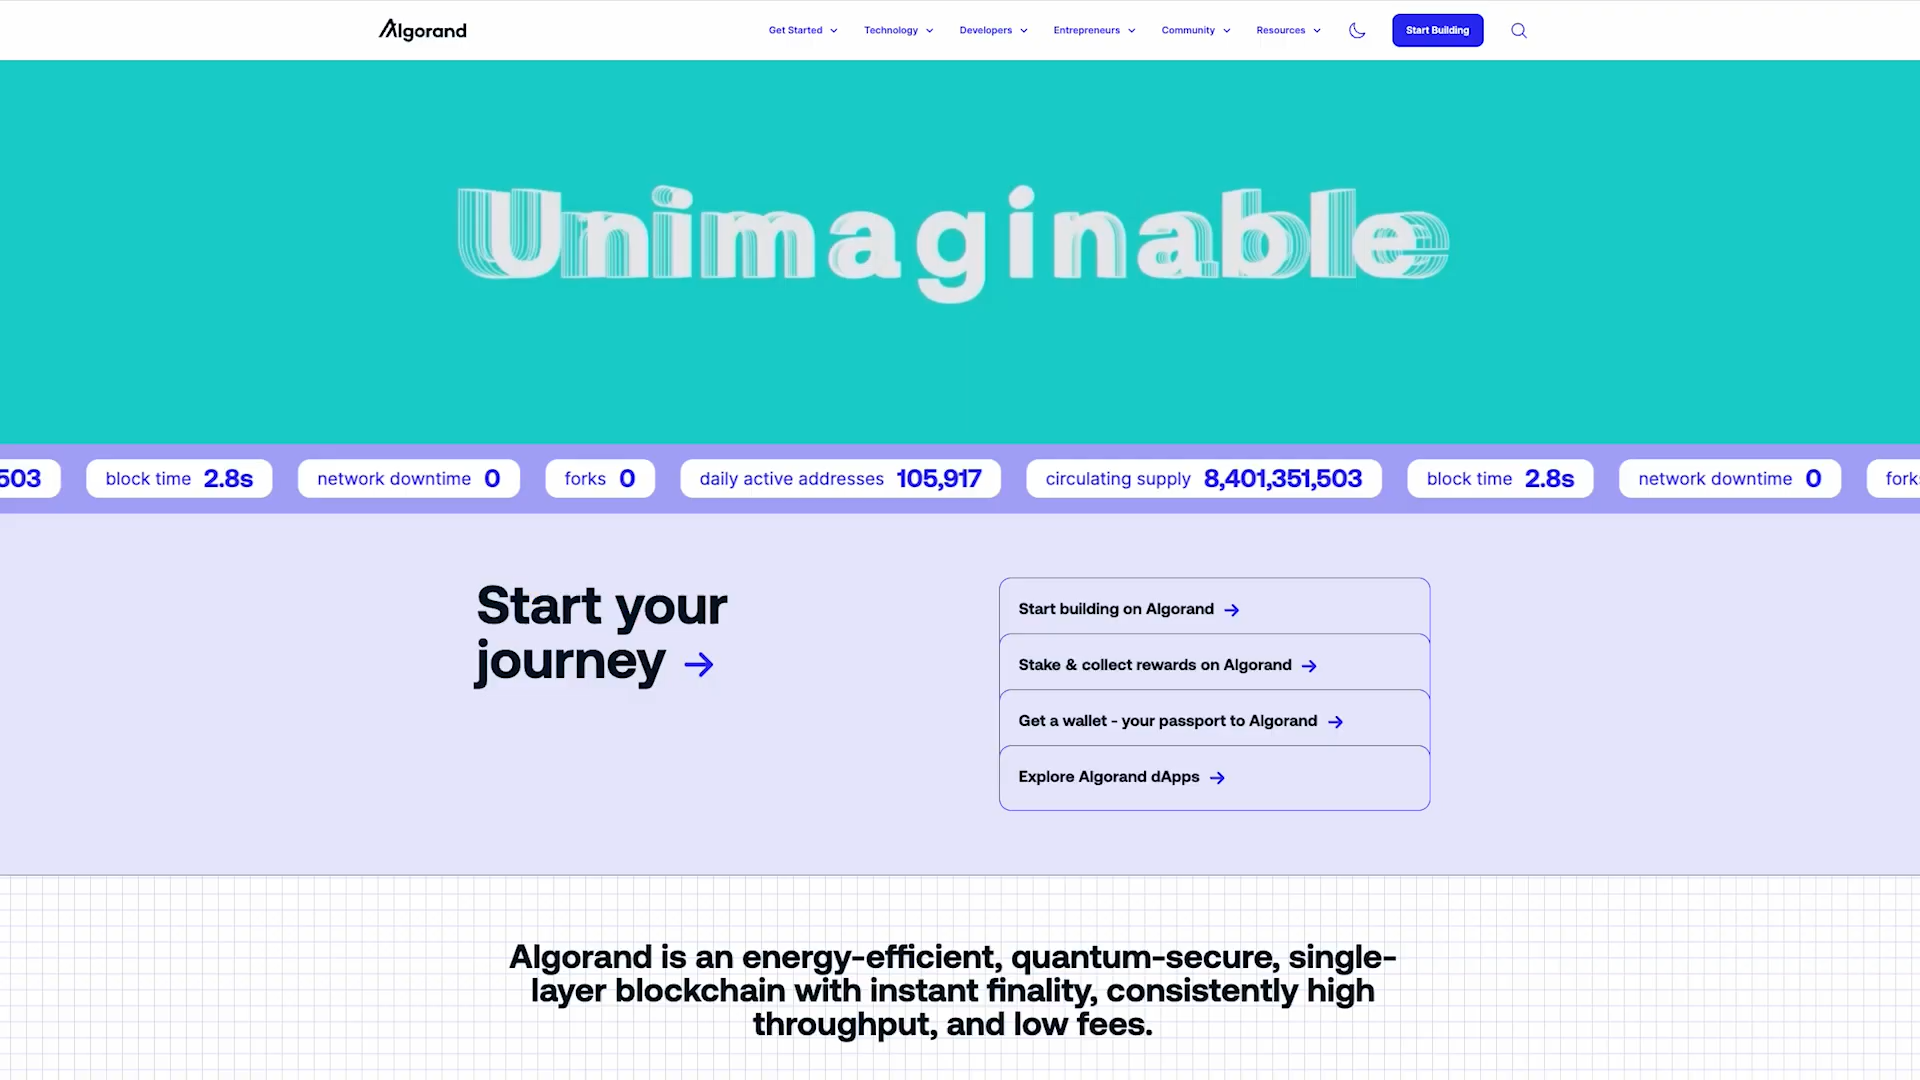 Algorand
Get Started
Technology
Developers
Entrepreneurs
Community
Resources
Start Building
Unimaginable
503
block time 2.8s
network downtime 0
forks 0
daily active addresses 105,917
circulating supply 8,401,351,503
block time 2.8s
network downtime 0
fork
Start your
journey →
Start building on Algorand →
Stake & collect rewards on Algorand →
Get a wallet - your passport to Algorand →
Explore Algorand dApps →
Algorand is an energy-efficient, quantum-secure, single-
layer blockchain with instant finality, consistently high
throughput, and low fees.